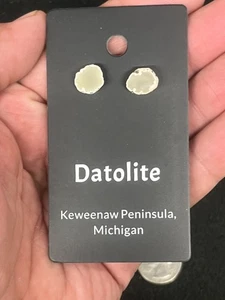 Datolite
Keweenaw Peninsula,
Michigan